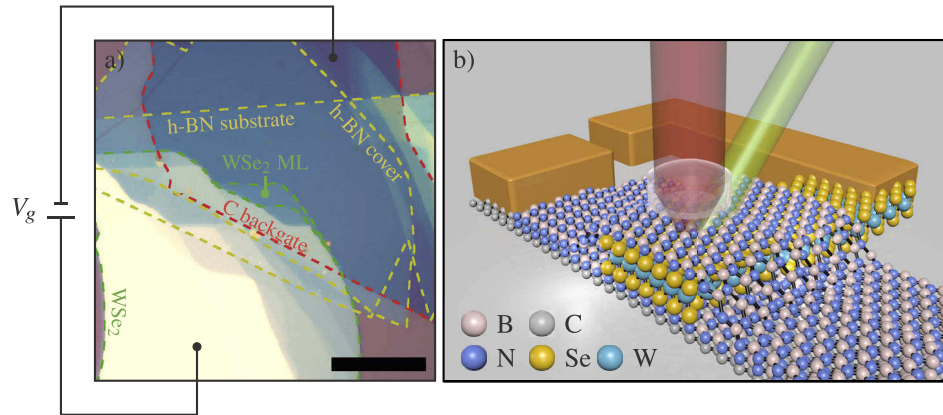 a)
h-BN substrate
h-BN cover
WSe₂ ML
C backgate
WSe₂
V_g
b)
B
C
N
Se
W